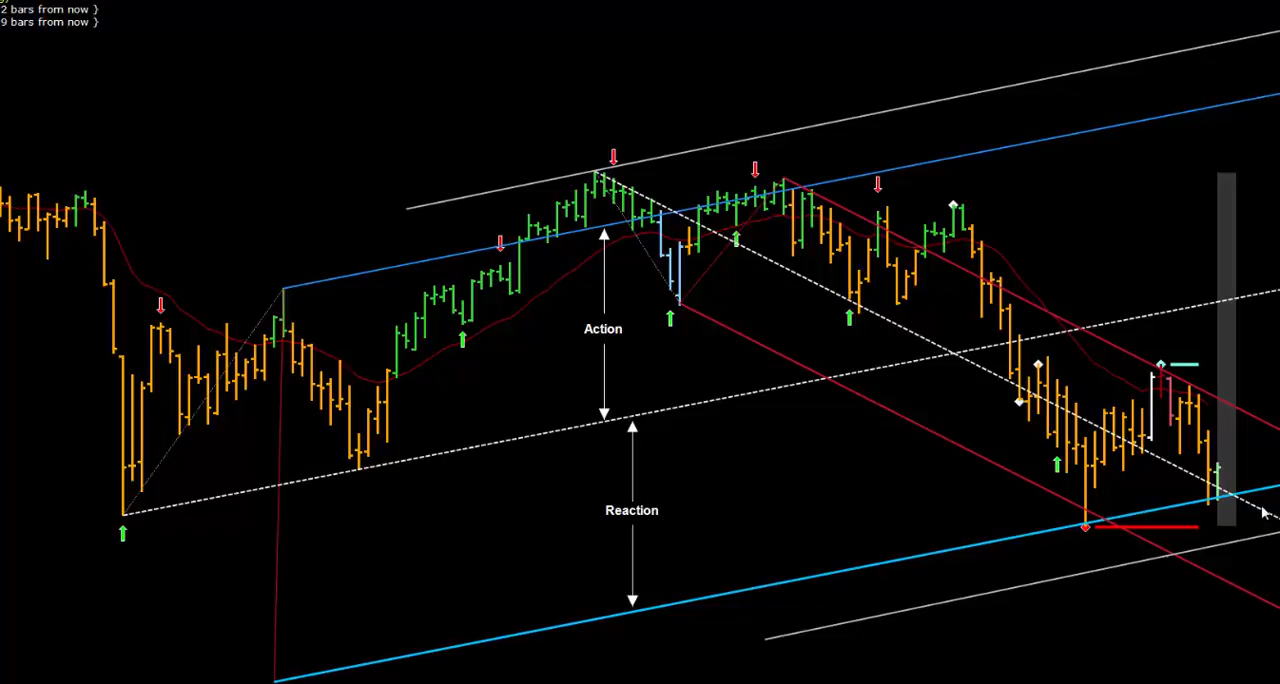 2 bars from now }
9 bars from now }
Action
Reaction